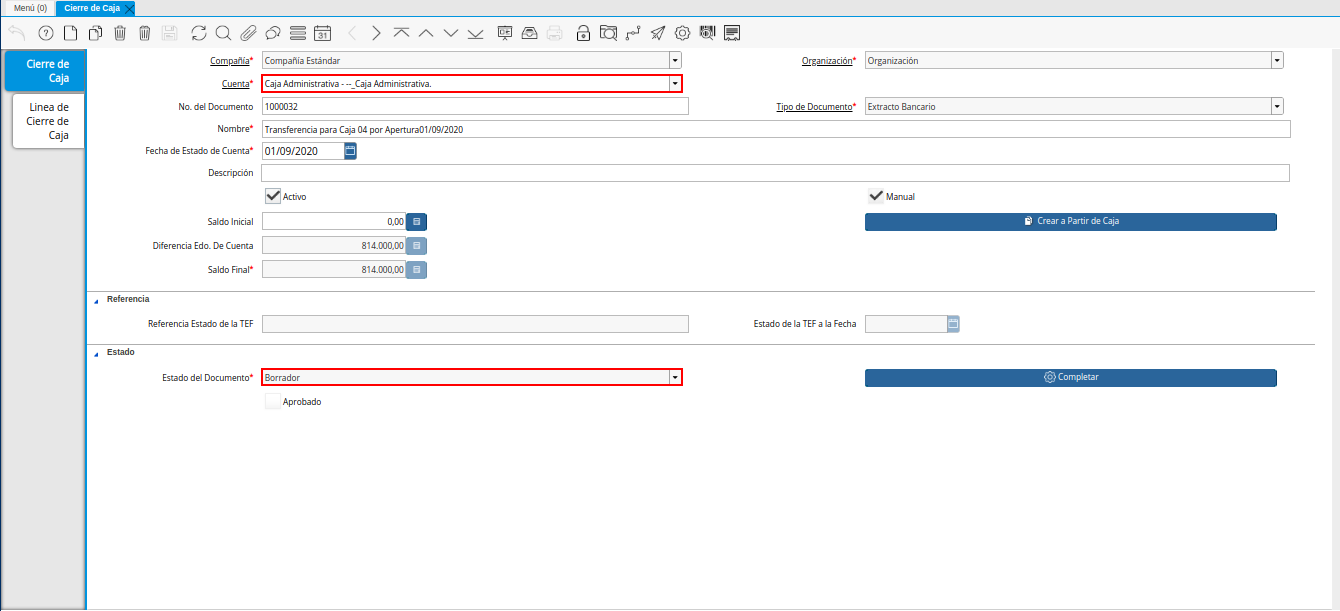 Menú (0) Cierre de Caja
31
Cierre de
Caja
Linea de
Cierre de
Caja
Compañía* Compañía Estándar Organización* Organización
Cuenta* Caja Administrativa - --_Caja Administrativa.
No. del Documento 1000032 Tipo de Documento* Extracto Bancario
Nombre* Transferencia para Caja 04 por Apertura01/09/2020
Fecha de Estado de Cuenta* 01/09/2020
Descripción
Activo Manual
Saldo Inicial 0,00 Crear a Partir de Caja
Diferencia Edo. De Cuenta 814.000,00
Saldo Final* 814.000,00
Referencia
Referencia Estado de la TEF Estado de la TEF a la Fecha
Estado
Estado del Documento* Borrador Completar
Aprobado